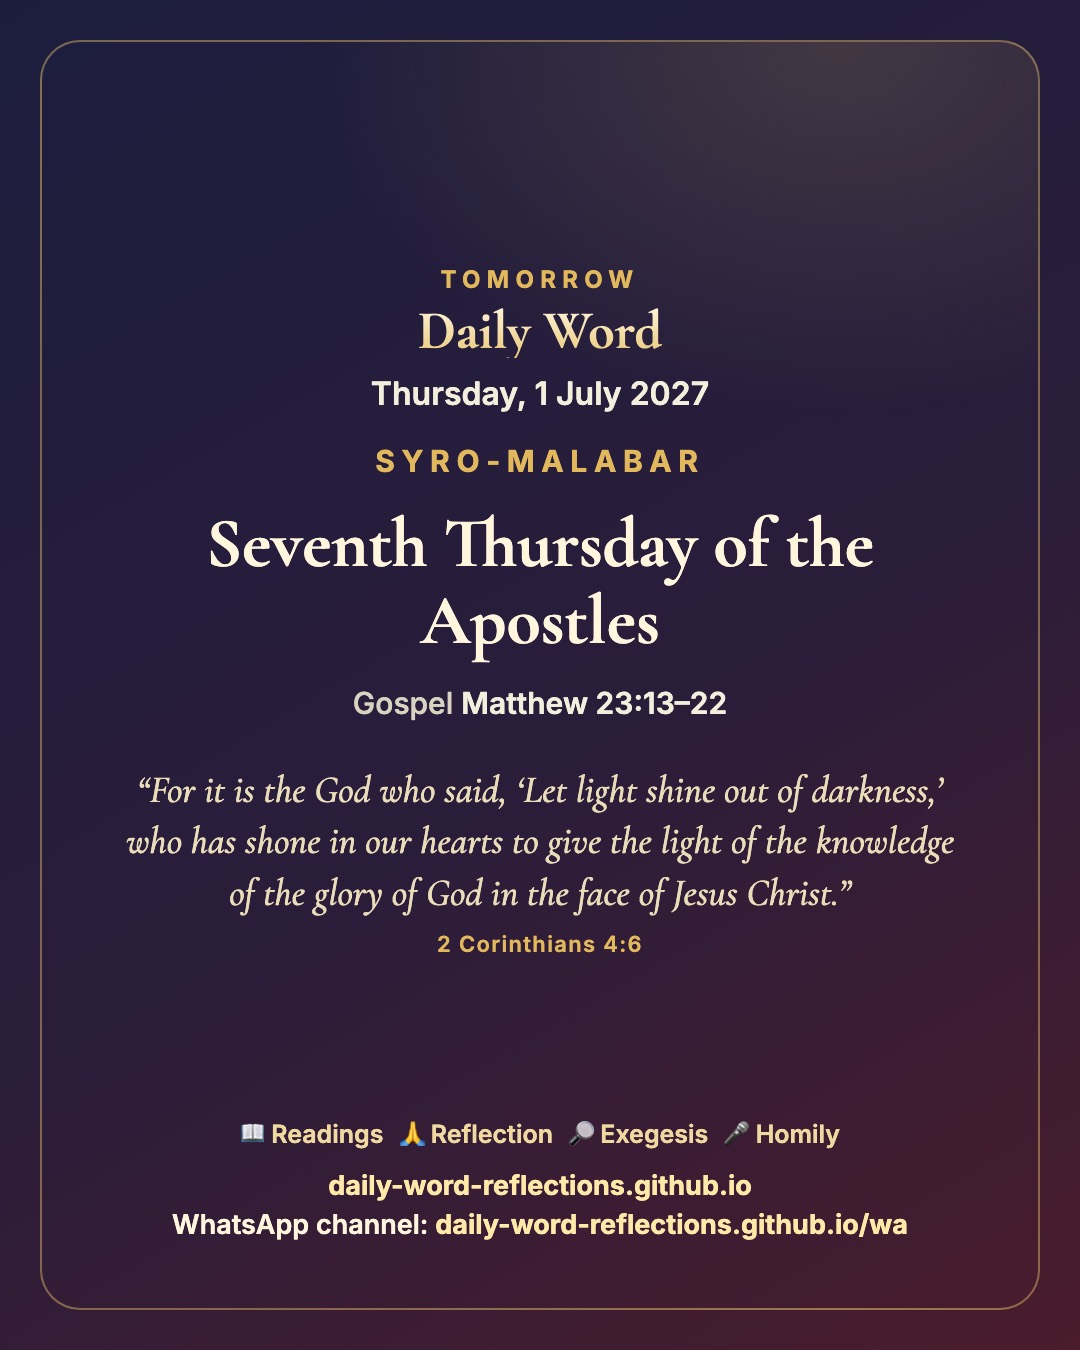 TOMORROW
Daily Word
Thursday, 1 July 2027
SYRO-MALABAR
Seventh Thursday of the
Apostles
Gospel Matthew 23:13–22
“For it is the God who said, ‘Let light shine out of darkness,’
who has shone in our hearts to give the light of the knowledge
of the glory of God in the face of Jesus Christ.”
2 Corinthians 4:6
📖 Readings 🙏 Reflection 🔎 Exegesis 🎤 Homily
daily-word-reflections.github.io
WhatsApp channel: daily-word-reflections.github.io/wa